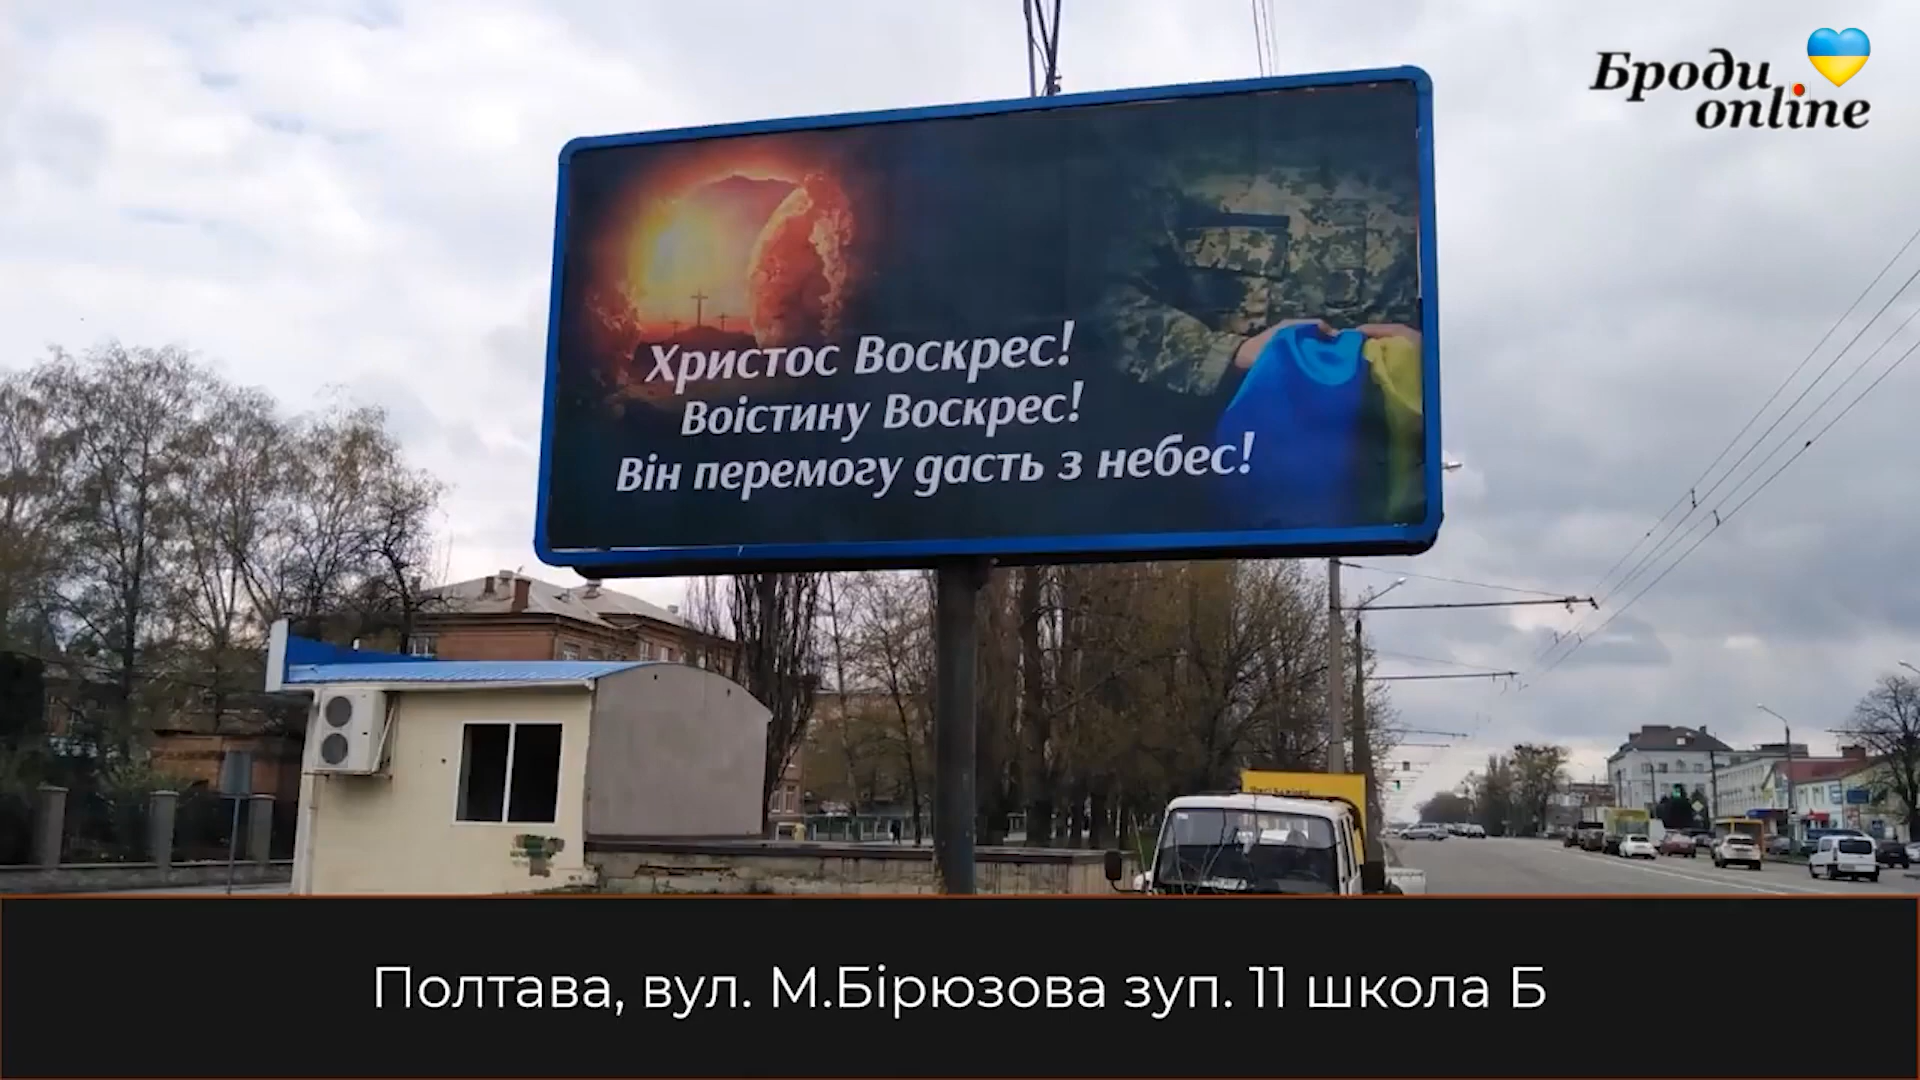 Броди
online
Христос Воскрес!
Воістину Воскрес!
Він перемогу дасть з небес!
Полтава, вул. М.Бірюзова зуп. 11 школа Б